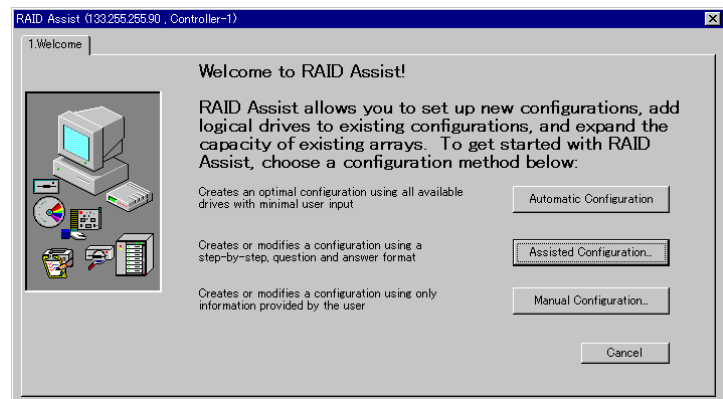 RAID Assist (133.255.255.90 , Controller-1)
1.Welcome
Welcome to RAID Assist!
RAID Assist allows you to set up new configurations, add
logical drives to existing configurations, and expand the
capacity of existing arrays. To get started with RAID
Assist, choose a configuration method below:
Creates an optimal configuration using all available
drives with minimal user input
Automatic Configuration
Creates or modifies a configuration using a
step-by-step, question and answer format
Assisted Configuration...
Creates or modifies a configuration using only
information provided by the user
Manual Configuration...
Cancel